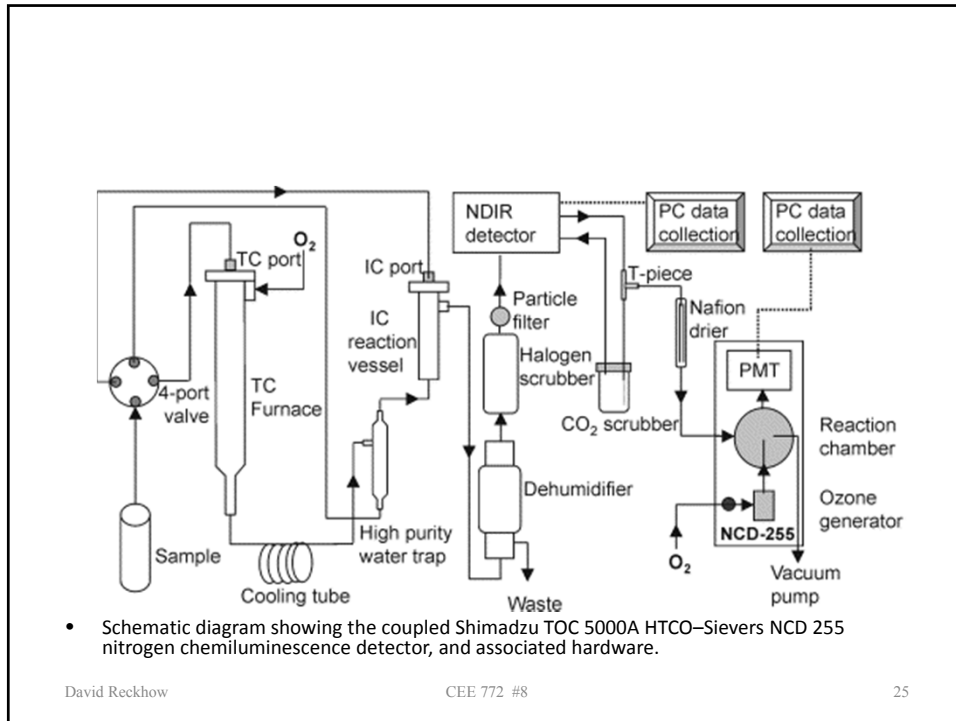 NDIR
detector
PC data
collection
PC data
collection
O₂
TC port
IC port
T-piece
Particle
filter
Nafion
drier
IC
reaction
vessel
Halogen
scrubber
PMT
4-port
valve
TC
Furnace
CO₂ scrubber
Reaction
chamber
Dehumidifier
Ozone
generator
High purity
water trap
NCD-255
Sample
O₂
Vacuum
pump
Cooling tube
Waste
• Schematic diagram showing the coupled Shimadzu TOC 5000A HTCO–Sievers NCD 255
nitrogen chemiluminescence detector, and associated hardware.
David Reckhow
CEE 772 #8
25